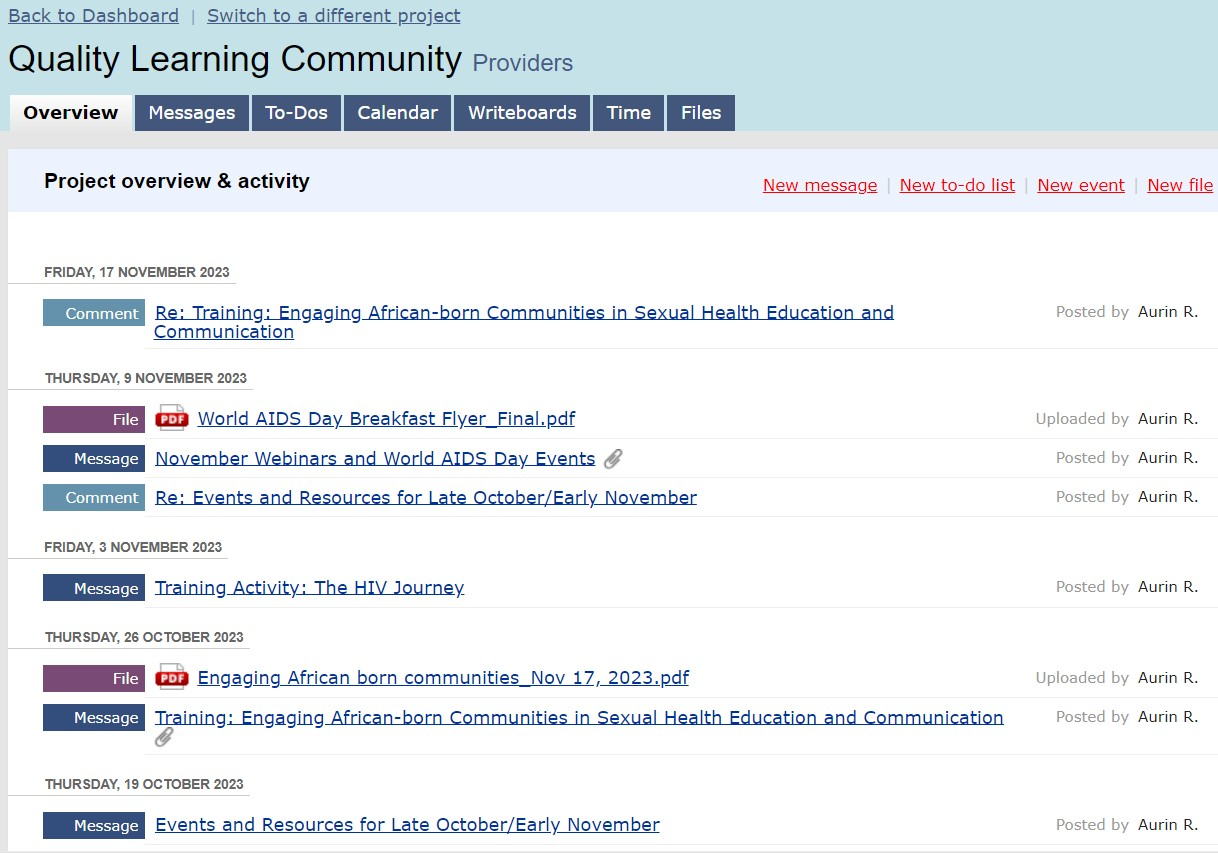 Back to Dashboard | Switch to a different project
Quality Learning Community Providers
Overview Messages To-Dos Calendar Writeboards Time Files
Project overview & activity
New message | New to-do list | New event | New file
FRIDAY, 17 NOVEMBER 2023
Comment Re: Training: Engaging African-born Communities in Sexual Health Education and Posted by Aurin R.
Communication
THURSDAY, 9 NOVEMBER 2023
File PDF World AIDS Day Breakfast Flyer_Final.pdf Uploaded by Aurin R.
Message November Webinars and World AIDS Day Events Posted by Aurin R.
Comment Re: Events and Resources for Late October/Early November Posted by Aurin R.
FRIDAY, 3 NOVEMBER 2023
Message Training Activity: The HIV Journey Posted by Aurin R.
THURSDAY, 26 OCTOBER 2023
File PDF Engaging African born communities_Nov 17, 2023.pdf Uploaded by Aurin R.
Message Training: Engaging African-born Communities in Sexual Health Education and Communication Posted by Aurin R.
THURSDAY, 19 OCTOBER 2023
Message Events and Resources for Late October/Early November Posted by Aurin R.